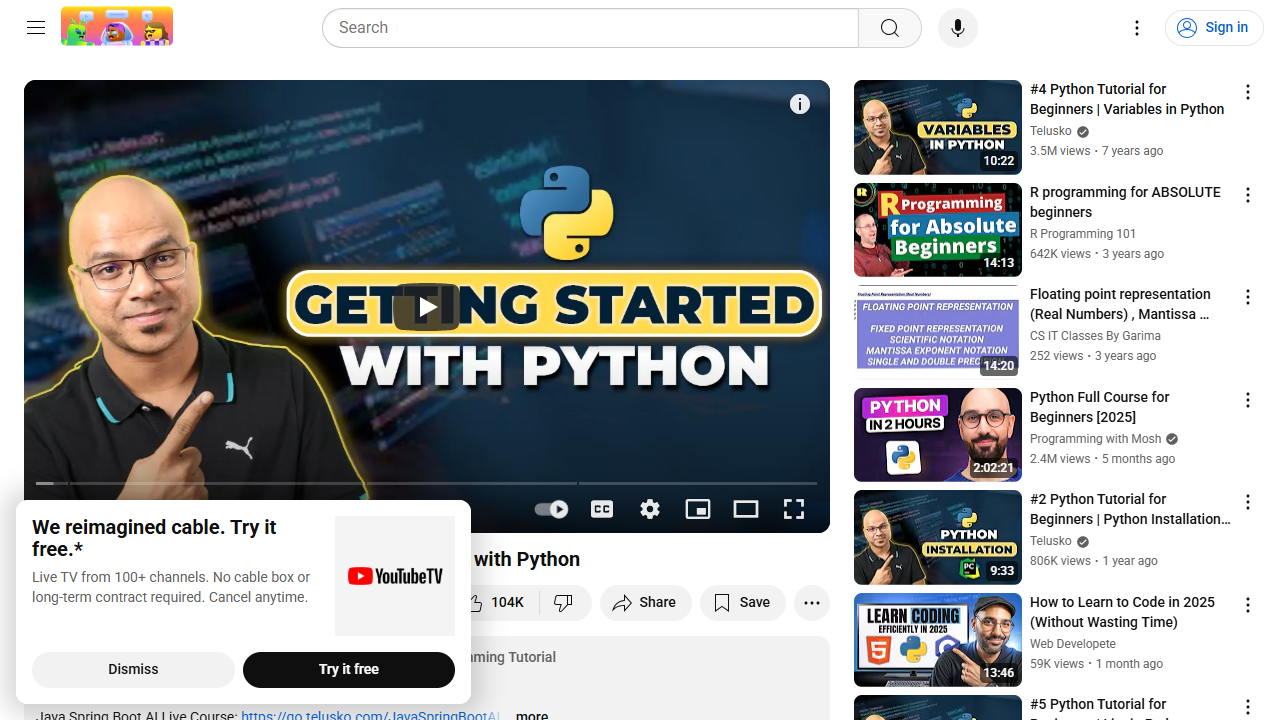 Search
Sign in
GETTING STARTED
WITH PYTHON
We reimagined cable. Try it
free.*
Live TV from 100+ channels. No cable box or
long-term contract required. Cancel anytime.
YouTubeTV
Dismiss
Try it free
with Python
104K
Share
Save
ming Tutorial
Java Spring Boot AI Live Course: https://go.telusko.com/JavaSpringBootAI
...more
VARIABLES
IN PYTHON
10:22
#4 Python Tutorial for
Beginners | Variables in Python
Telusko
3.5M views • 7 years ago
R
R Programming
for Absolute
Beginners
14:13
R programming for ABSOLUTE
beginners
R Programming 101
642K views • 3 years ago
Floating Point Representation (Real Numbers)
FLOATING POINT REPRESENTATION
FIXED POINT REPRESENTATION
SCIENTIFIC NOTATION
MANTISSA EXPONENT NOTATION
SINGLE AND DOUBLE PREC
14:20
Floating point representation
(Real Numbers) , Mantissa ...
CS IT Classes By Garima
252 views • 3 years ago
PYTHON
IN 2 HOURS
2:02:21
Python Full Course for
Beginners [2025]
Programming with Mosh
2.4M views • 5 months ago
PYTHON
INSTALLATION
PC
9:33
#2 Python Tutorial for
Beginners | Python Installation...
Telusko
806K views • 1 year ago
LEARN CODING
EFFICIENTLY IN 2025
13:46
How to Learn to Code in 2025
(Without Wasting Time)
Web Developete
59K views • 1 month ago
#5 Python Tutorial for